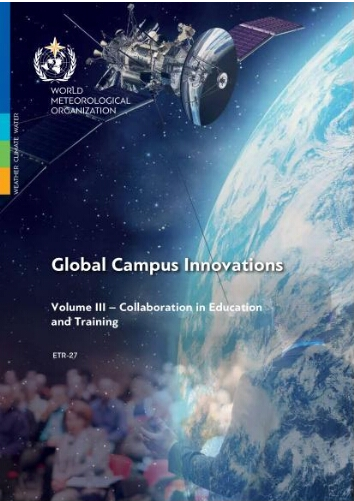 WORLD
METEOROLOGICAL
ORGANIZATION
WEATHER CLIMATE WATER
Global Campus Innovations
Volume III – Collaboration in Education
and Training
ETR-27